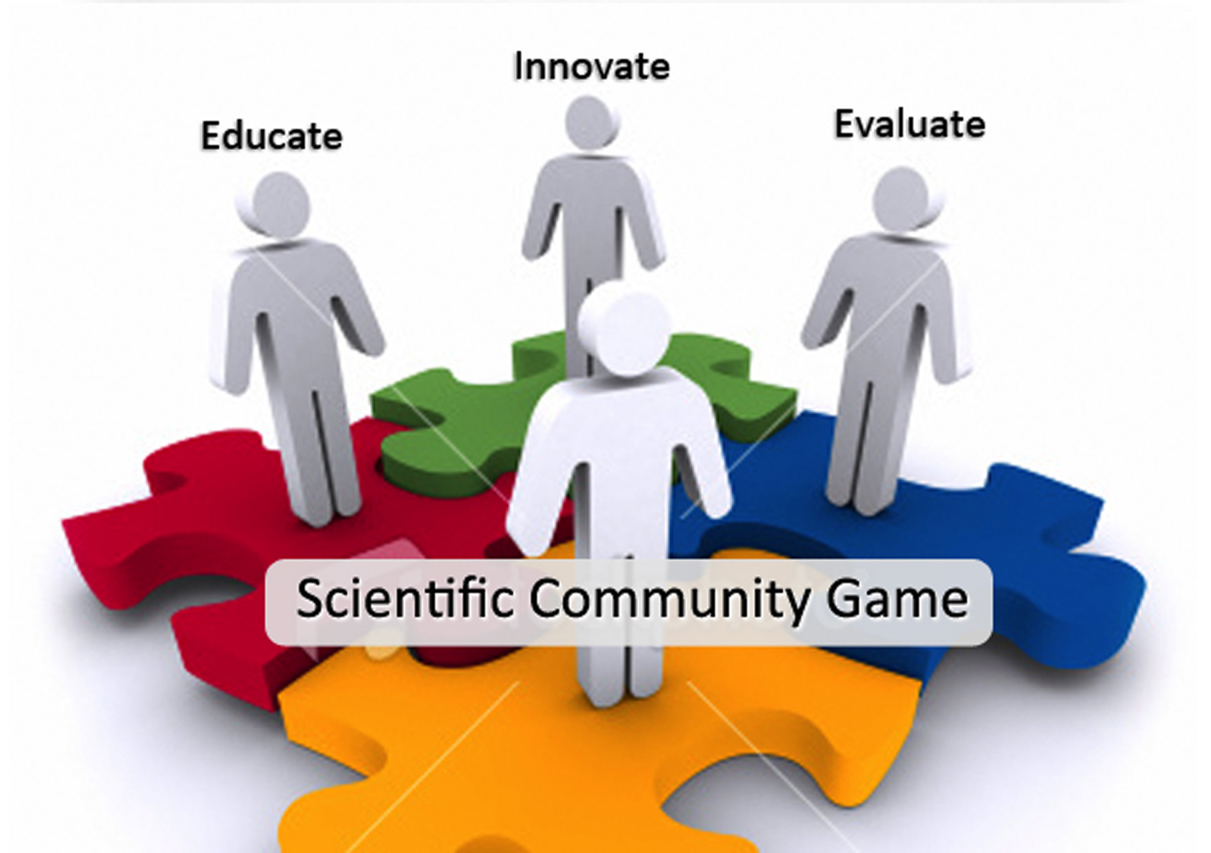 Innovate
Educate
Evaluate
Scientific Community Game